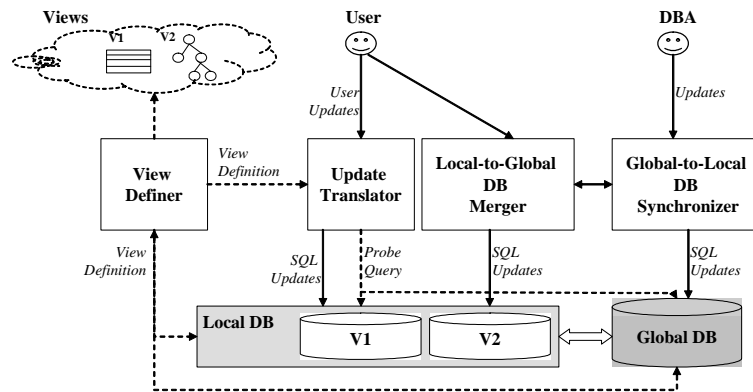 Views
User
DBA
V1
V2
User
Updates
Updates
View
Definer
View
Definition
Update
Translator
Local-to-Global
DB
Merger
Global-to-Local
DB
Synchronizer
View
Definition
SQL
Updates
Probe
Query
SQL
Updates
SQL
Updates
Local DB
V1
V2
Global DB